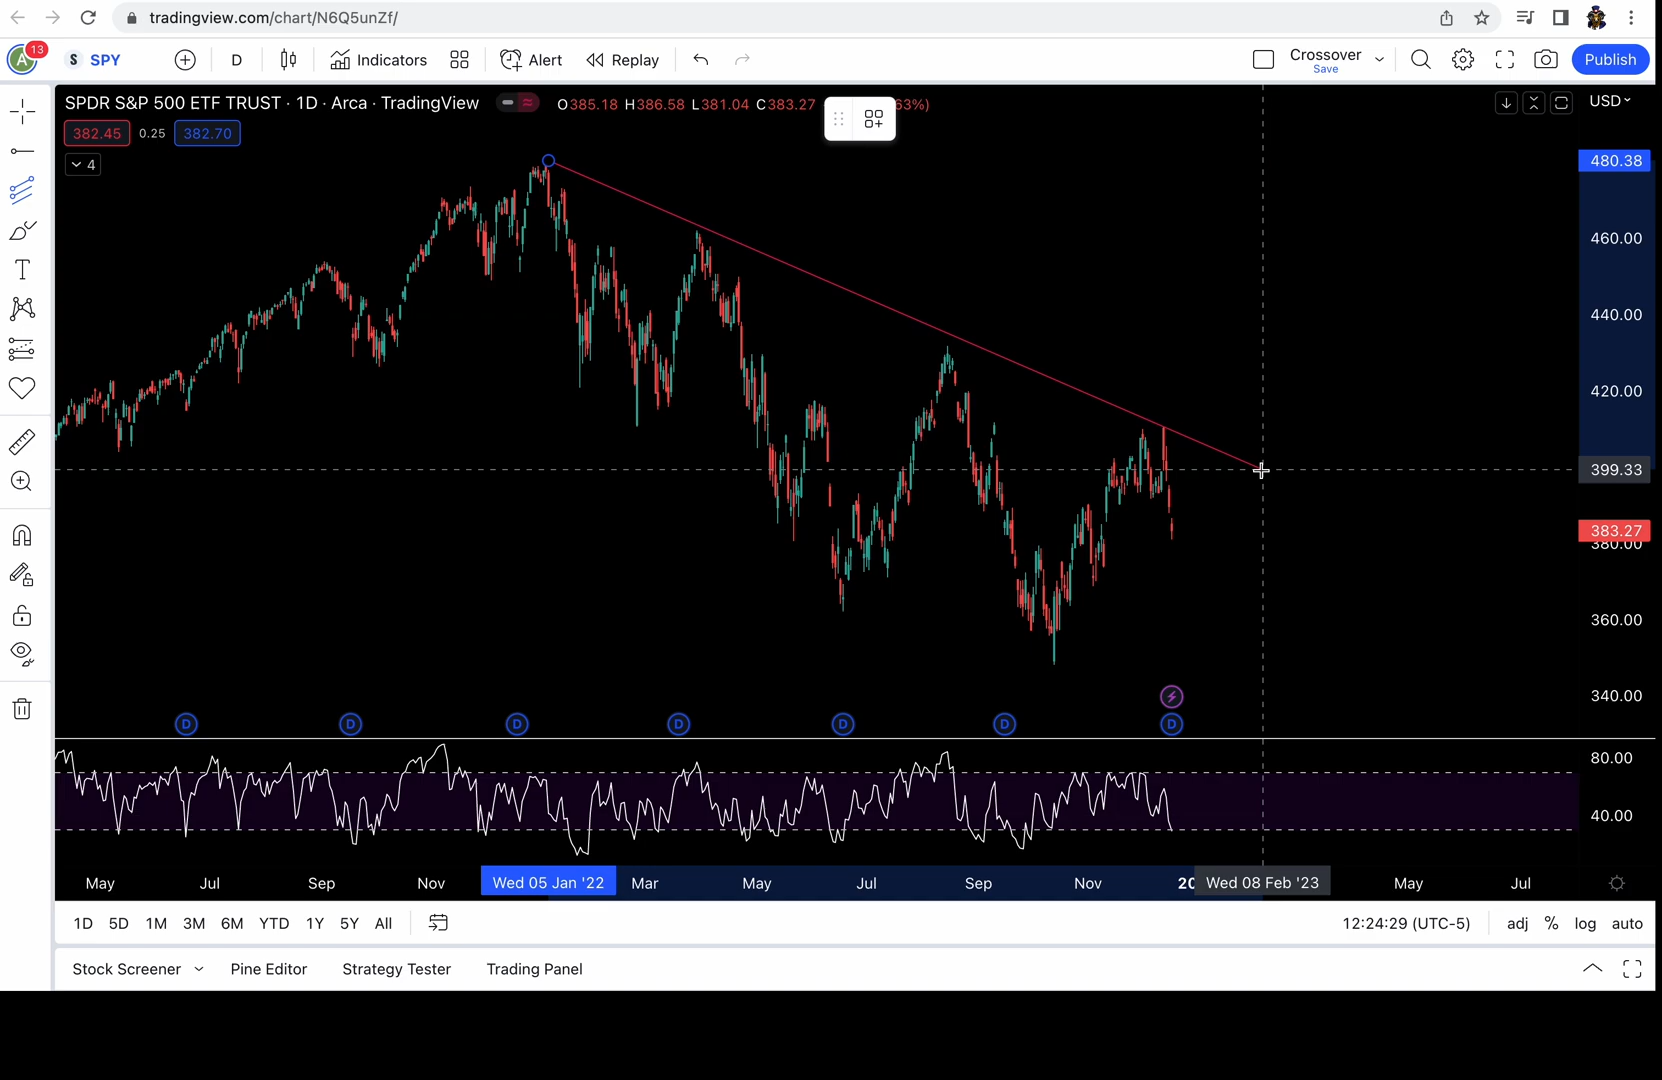 tradingview.com/chart/N6Q5unZf/
A 13 S SPY D Indicators Alert Replay Crossover Save Publish
SPDR S&P 500 ETF TRUST · 1D · Arca · TradingView O385.18 H386.58 L381.04 C383.27 63%) USD
382.45 0.25 382.70
4
480.38
460.00
440.00
420.00
399.33
383.27
380.00
360.00
340.00
D D D D D D D
80.00
40.00
May Jul Sep Nov Wed 05 Jan '22 Mar May Jul Sep Nov 20 Wed 08 Feb '23 May Jul
1D 5D 1M 3M 6M YTD 1Y 5Y All 12:24:29 (UTC-5) adj % log auto
Stock Screener Pine Editor Strategy Tester Trading Panel